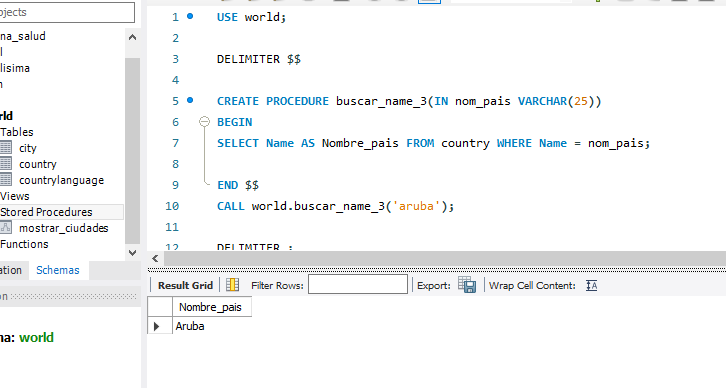 ojects
na_salud
l
lisima
n
rld
Tables
city
country
countrylanguage
Views
Stored Procedures
mostrar_ciudades
Functions
ation Schemas
on
na: world
1 USE world;
2
3 DELIMITER $$
4
5 CREATE PROCEDURE buscar_name_3(IN nom_pais VARCHAR(25))
6 BEGIN
7 SELECT Name AS Nombre_pais FROM country WHERE Name = nom_pais;
8
9 END $$
10 CALL world.buscar_name_3('aruba');
11
12 DELIMITER ;
Result Grid Filter Rows: Export: Wrap Cell Content: IA
Nombre_pais
Aruba